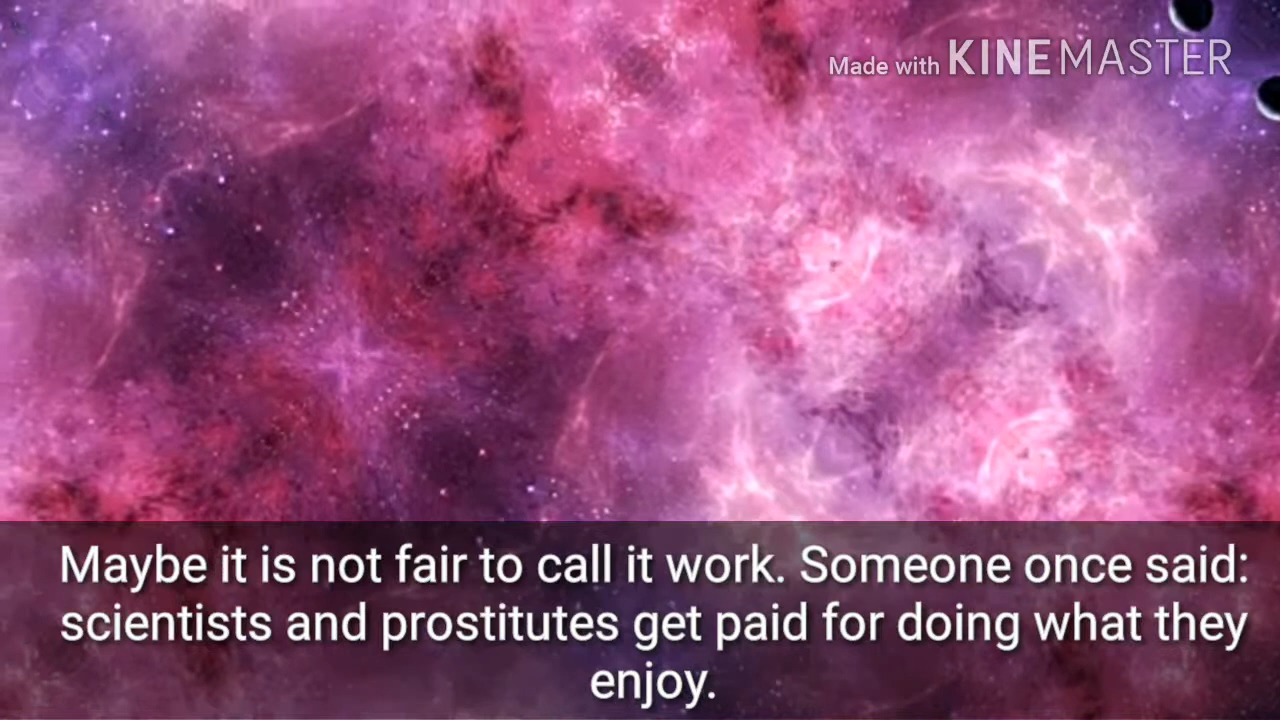 Made with KINEMASTER
Maybe it is not fair to call it work. Someone once said:
scientists and prostitutes get paid for doing what they
enjoy.